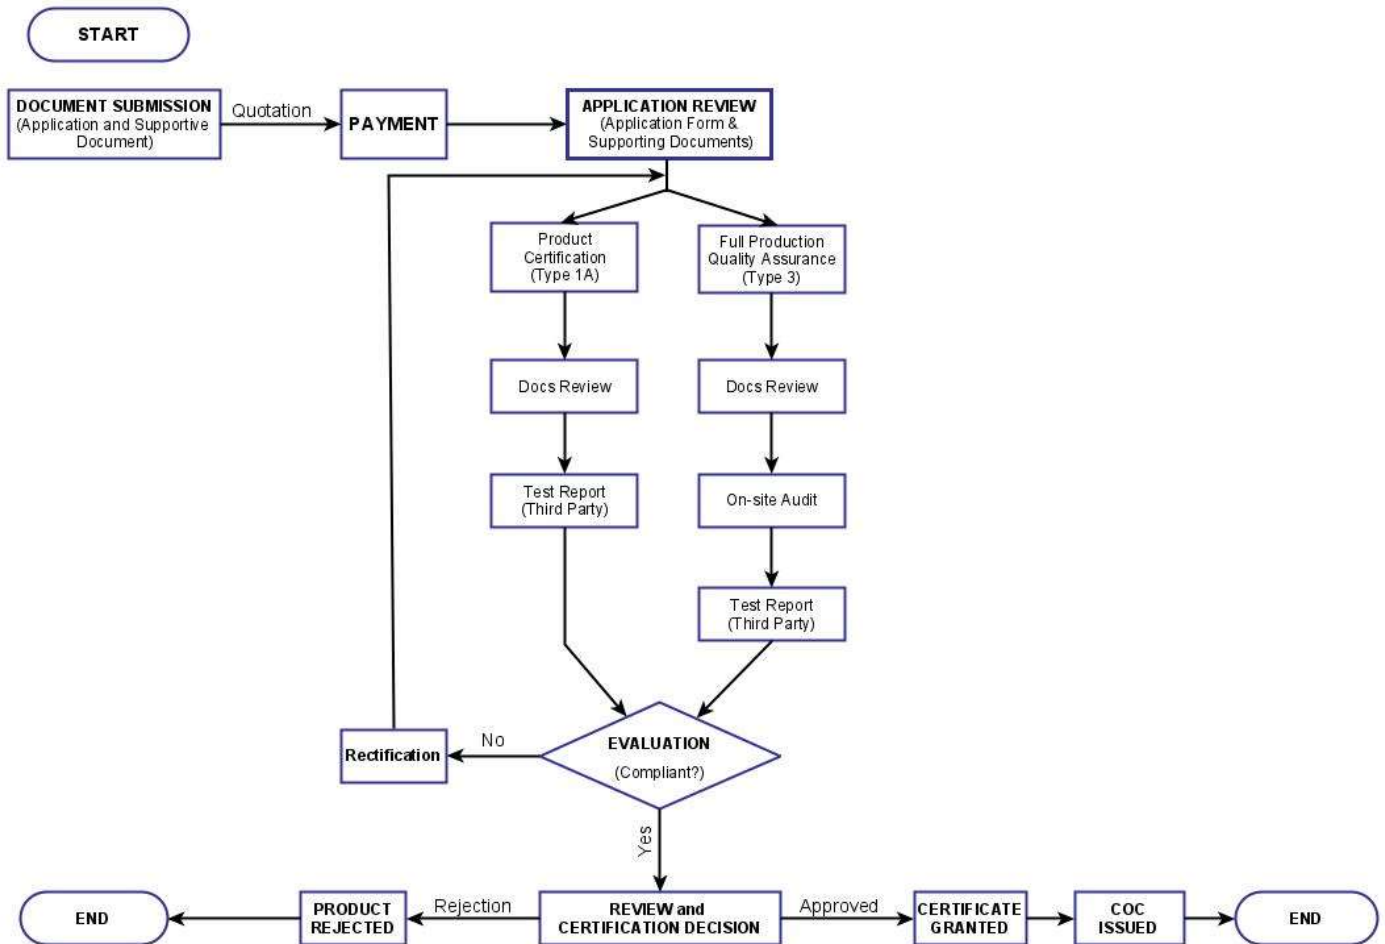 START
DOCUMENT SUBMISSION
(Application and Supportive
Document)
Quotation
PAYMENT
APPLICATION REVIEW
(Application Form &
Supporting Documents)
Product
Certification
(Type 1A)
Full Production
Quality Assurance
(Type 3)
Docs Review
Docs Review
Test Report
(Third Party)
On-site Audit
Test Report
(Third Party)
Rectification
No
EVALUATION
(Compliant?)
Yes
END
PRODUCT
REJECTED
Rejection
REVIEW and
CERTIFICATION DECISION
Approved
CERTIFICATE
GRANTED
COC
ISSUED
END